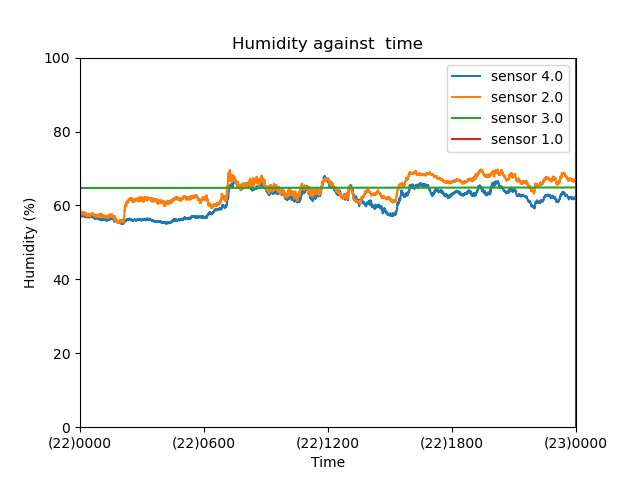 Humidity against  time
sensor 4.0
sensor 2.0
sensor 3.0
sensor 1.0
100
80
60
40
20
0
Humidity (%)
(22)0000 (22)0600 (22)1200 (22)1800 (23)0000
Time